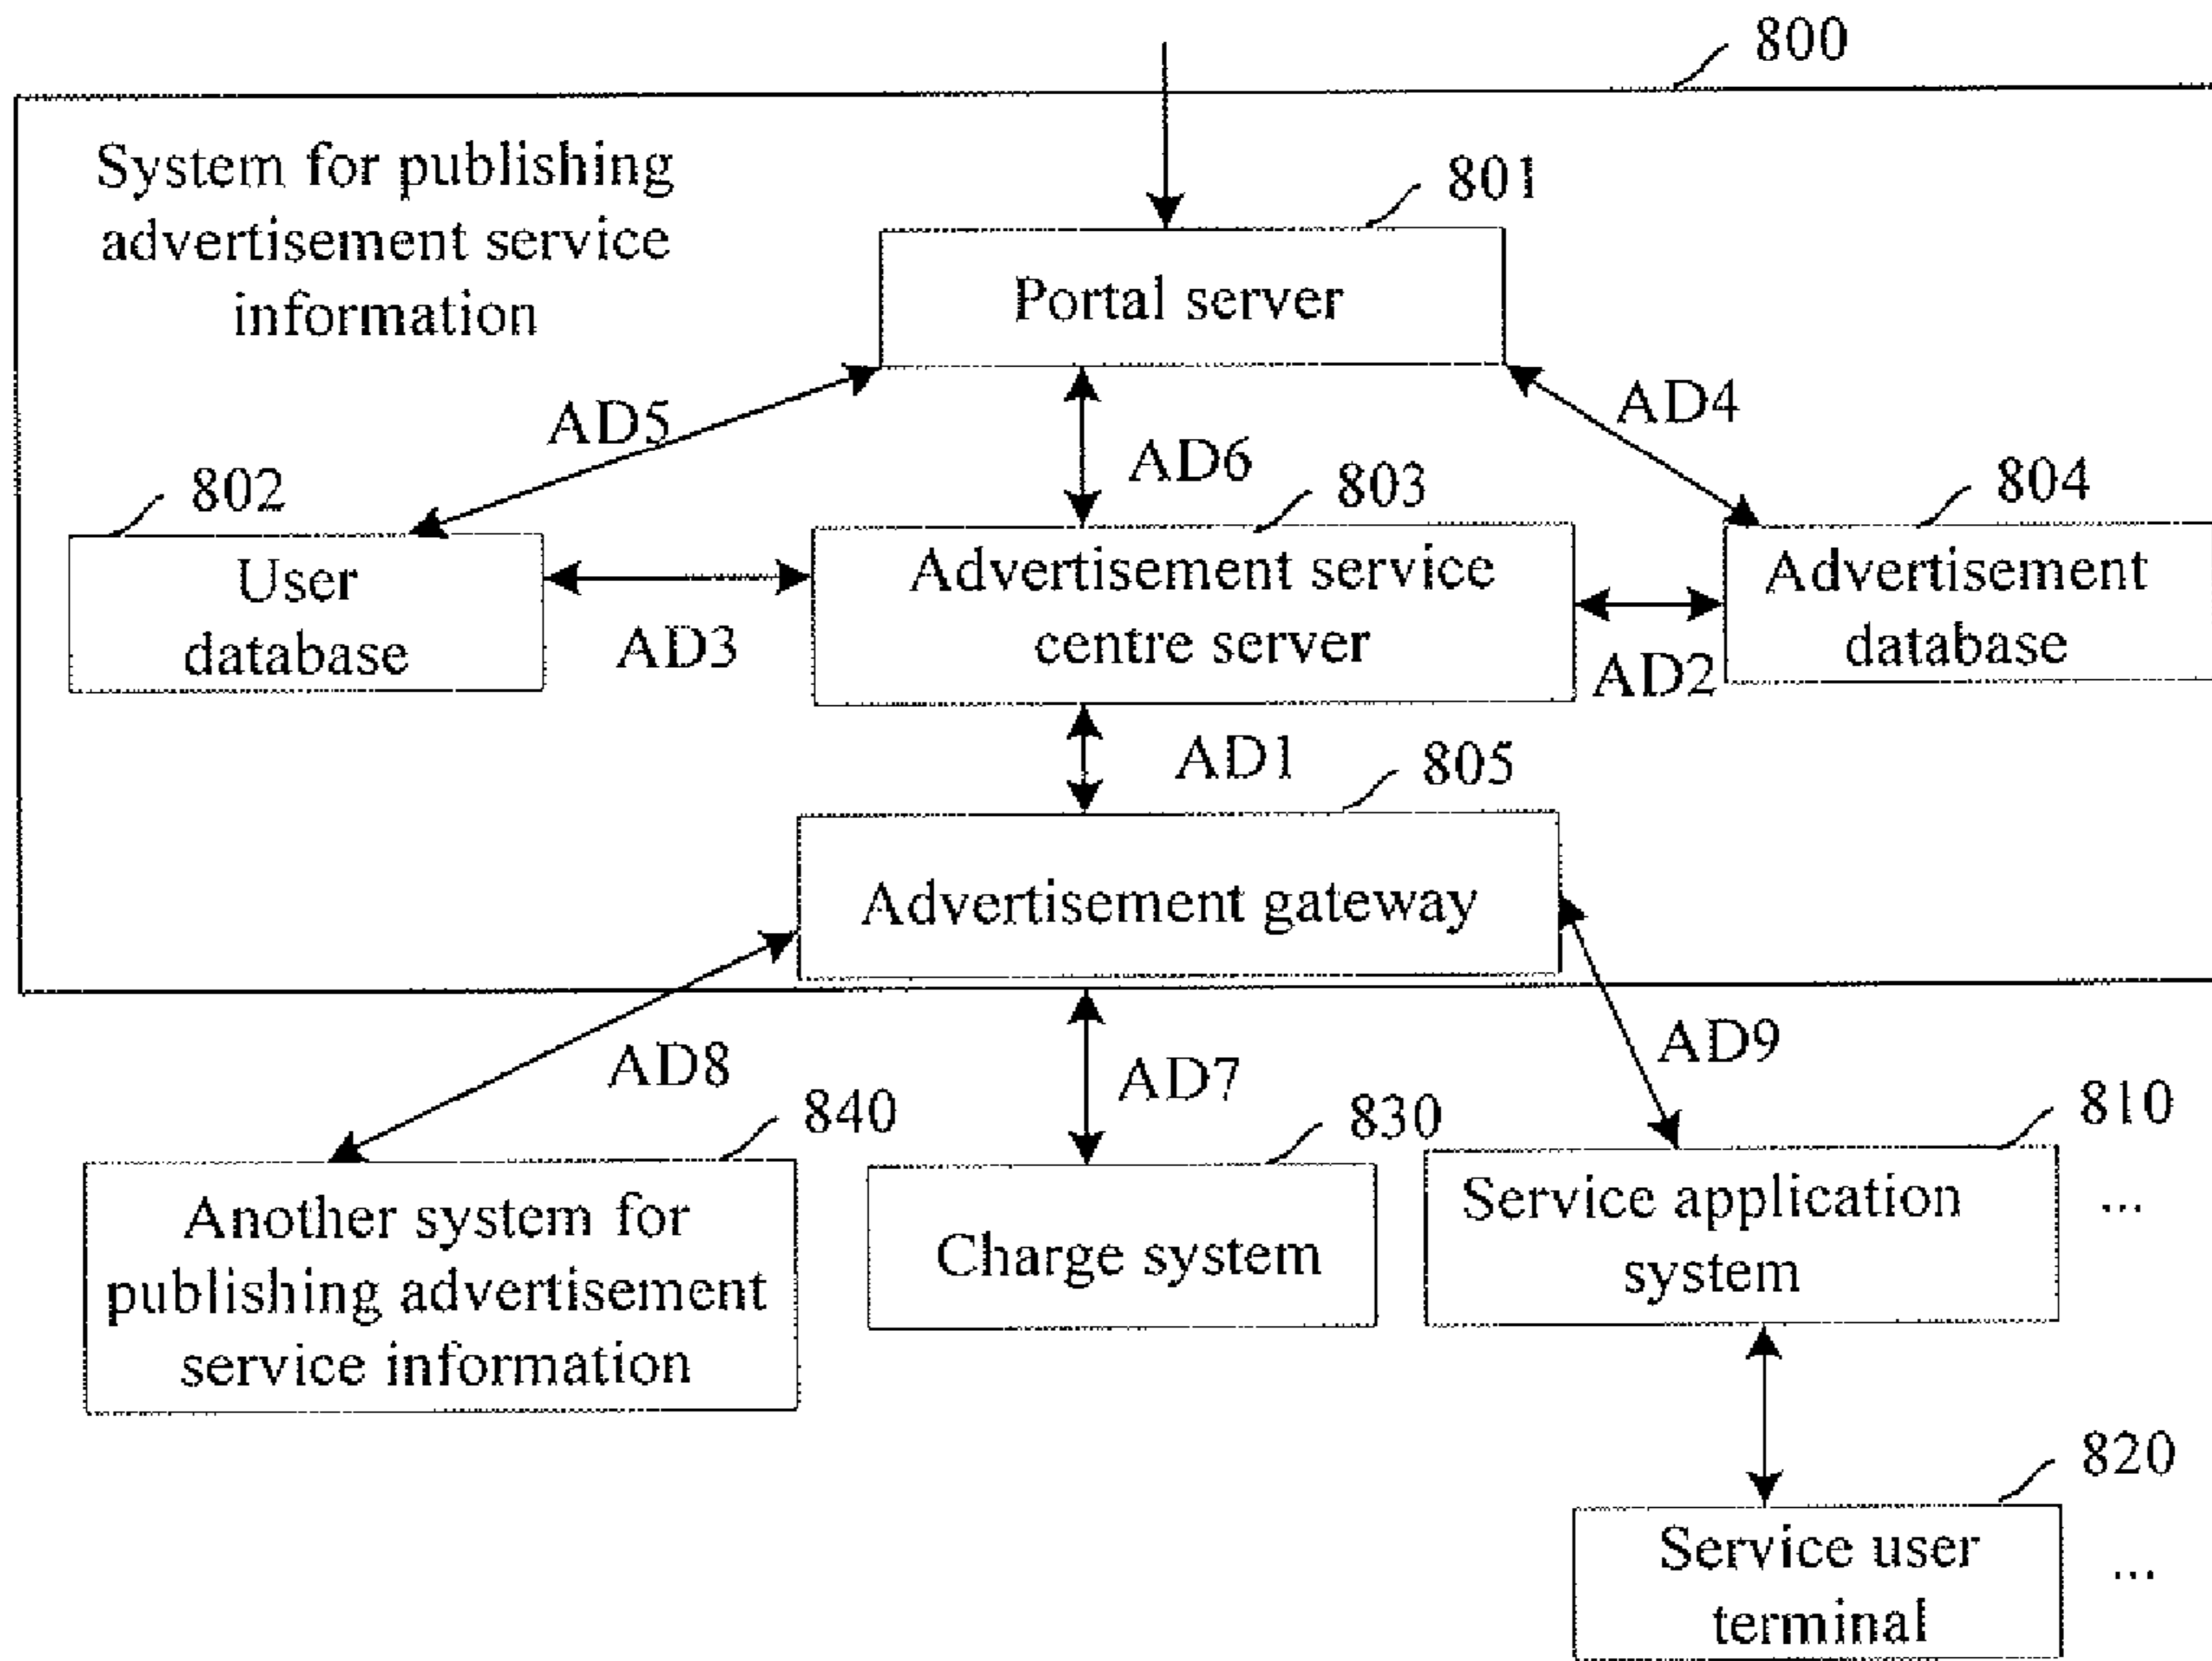 800
System for publishing
advertisement service
information
801
Portal server
AD5
AD6
AD4
802
803
804
User
database
AD3
Advertisement service
centre server
AD2
Advertisement
database
AD1
805
Advertisement gateway
AD8
AD7
AD9
840
830
810
Another system for
publishing advertisement
service information
Charge system
Service application
system
...
820
Service user
terminal
...